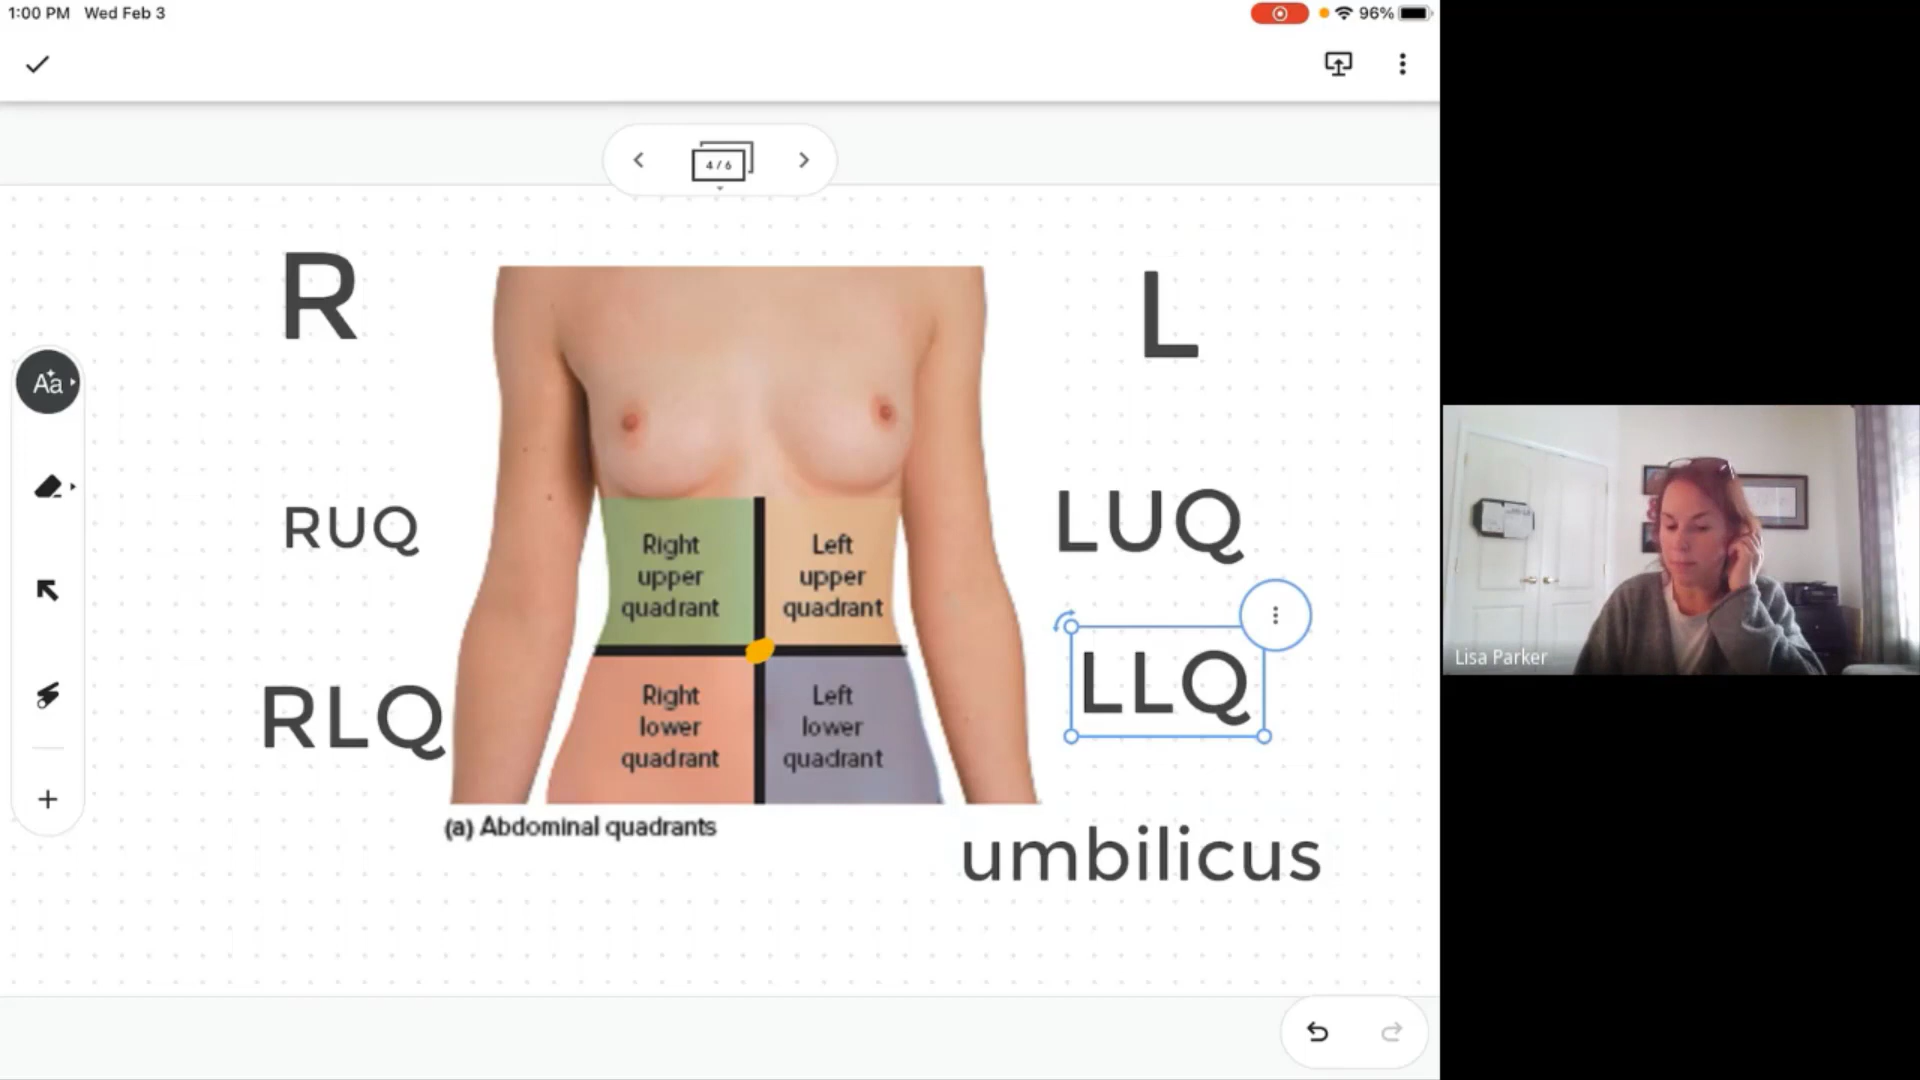 1:00 PM Wed Feb 3
96%
4 / 6
R
L
Aa
RUQ
LUQ
Right
upper
quadrant
Left
upper
quadrant
RLQ
LLQ
Right
lower
quadrant
Left
lower
quadrant
(a) Abdominal quadrants
umbilicus
Lisa Parker